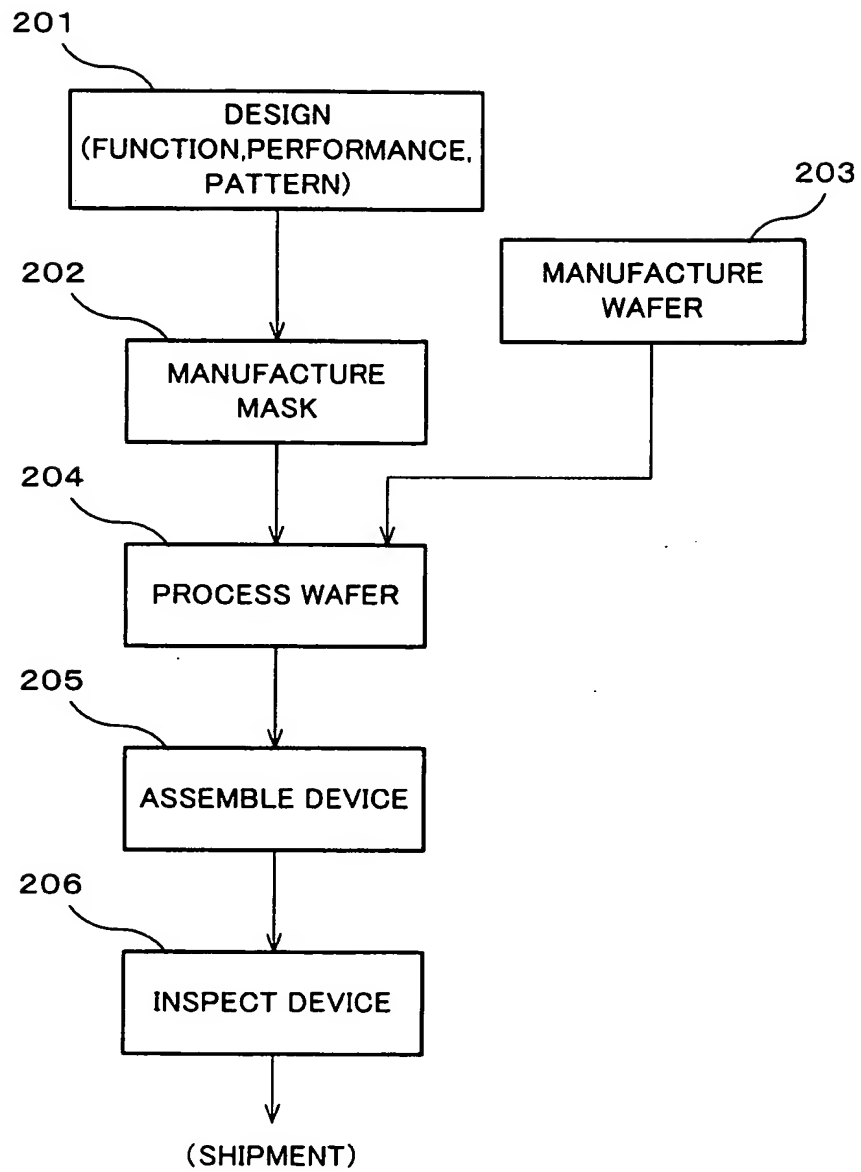 201
DESIGN
(FUNCTION,PERFORMANCE,
PATTERN)
203
MANUFACTURE
WAFER
202
MANUFACTURE
MASK
204
PROCESS WAFER
205
ASSEMBLE DEVICE
206
INSPECT DEVICE
(SHIPMENT)